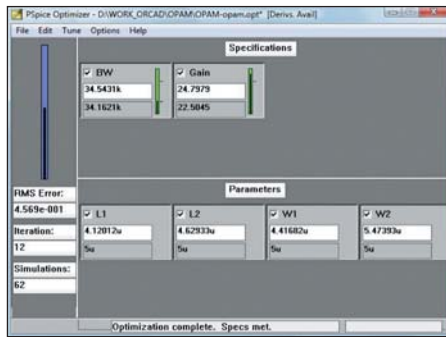 PSpice Optimizer - D:\WORK_ORCAD\OPAM\OPAM-opam.opt* [Derivs. Avail]
File Edit Tune Options Help
Specifications
BW
34.5431k
34.1621k
Gain
24.7979
22.5045
RMS Error:
4.569e-001
Iteration:
12
Simulations:
62
Parameters
L1
4.12012u
5u
L2
4.62933u
5u
W1
4.41682u
5u
W2
5.47393u
5u
Optimization complete. Specs met.